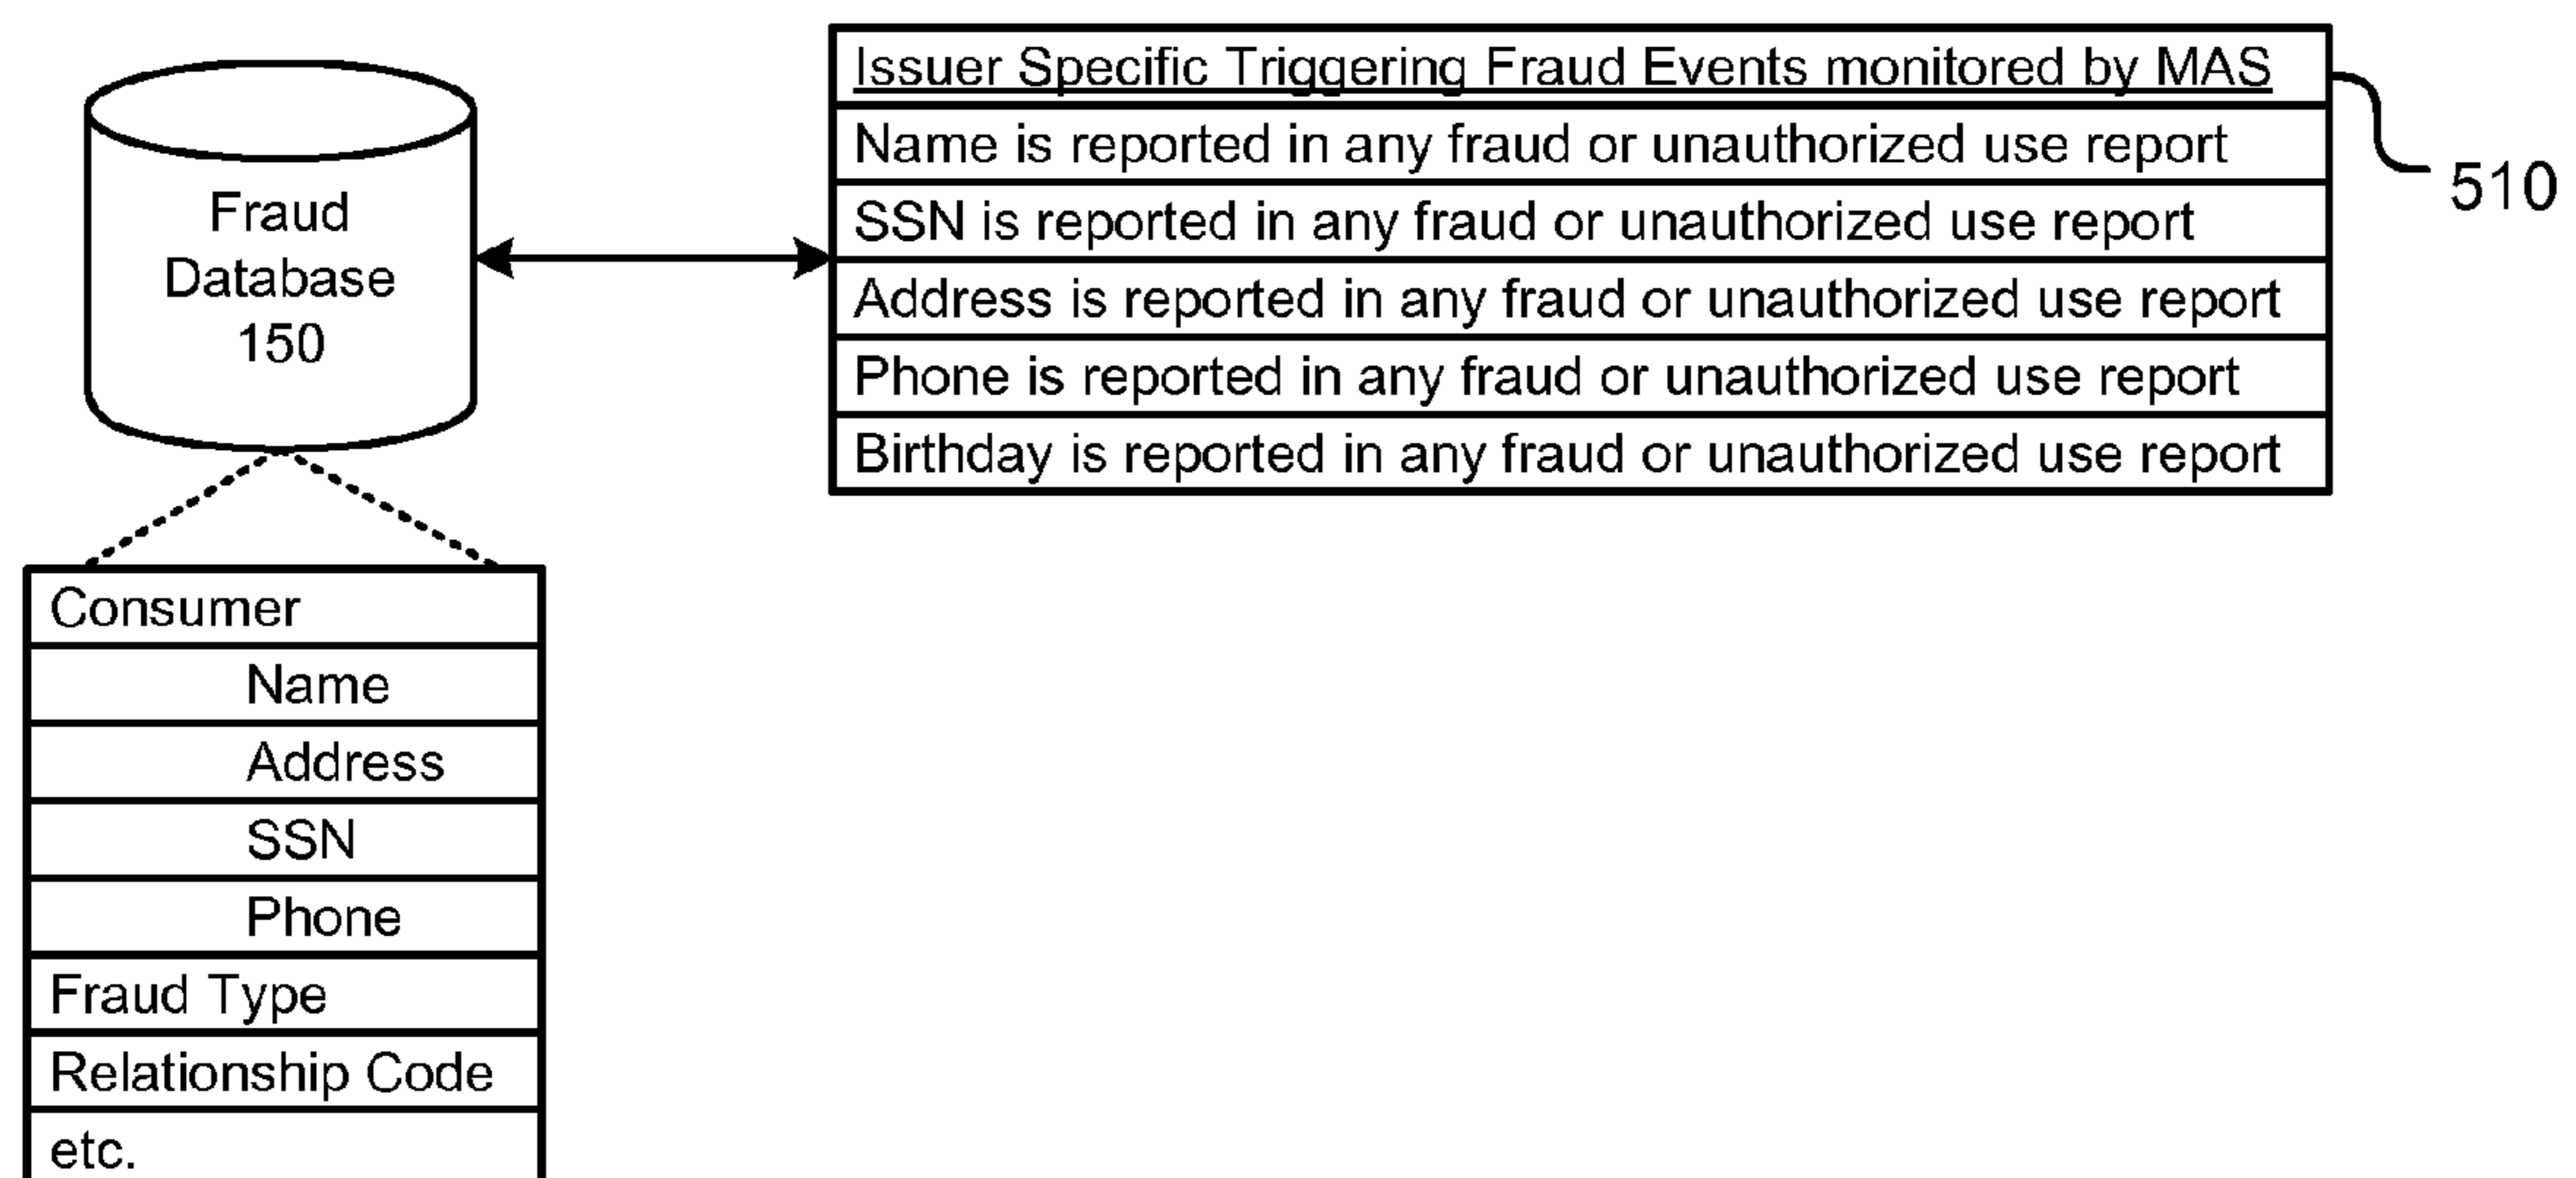 Fraud
Database
150
Issuer Specific Triggering Fraud Events monitored by MAS
Name is reported in any fraud or unauthorized use report
SSN is reported in any fraud or unauthorized use report
Address is reported in any fraud or unauthorized use report
Phone is reported in any fraud or unauthorized use report
Birthday is reported in any fraud or unauthorized use report
510
Consumer
Name
Address
SSN
Phone
Fraud Type
Relationship Code
etc.